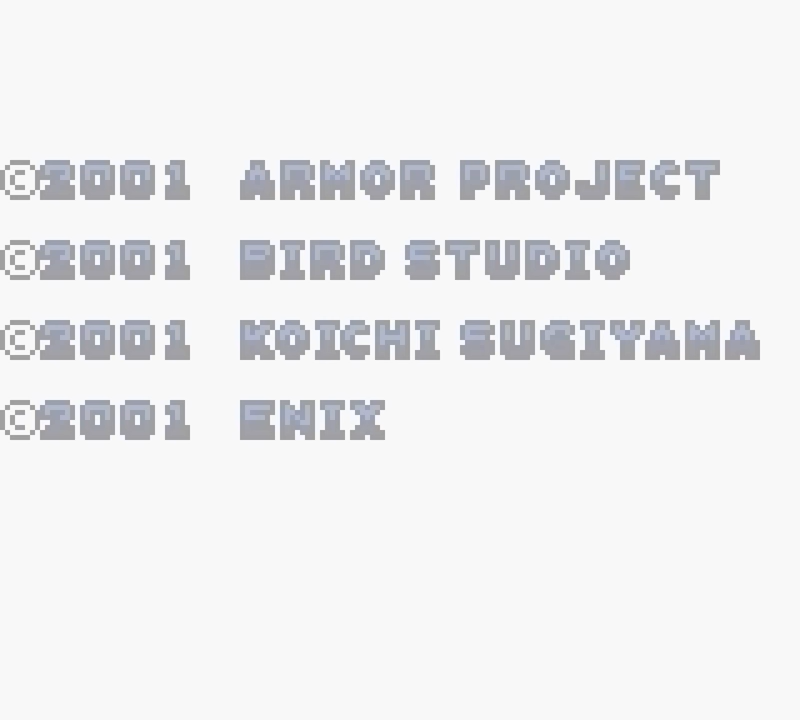 ©2001 ARMOR PROJECT
©2001 BIRD STUDIO
©2001 KOICHI SUGIYAMA
©2001 ENIX